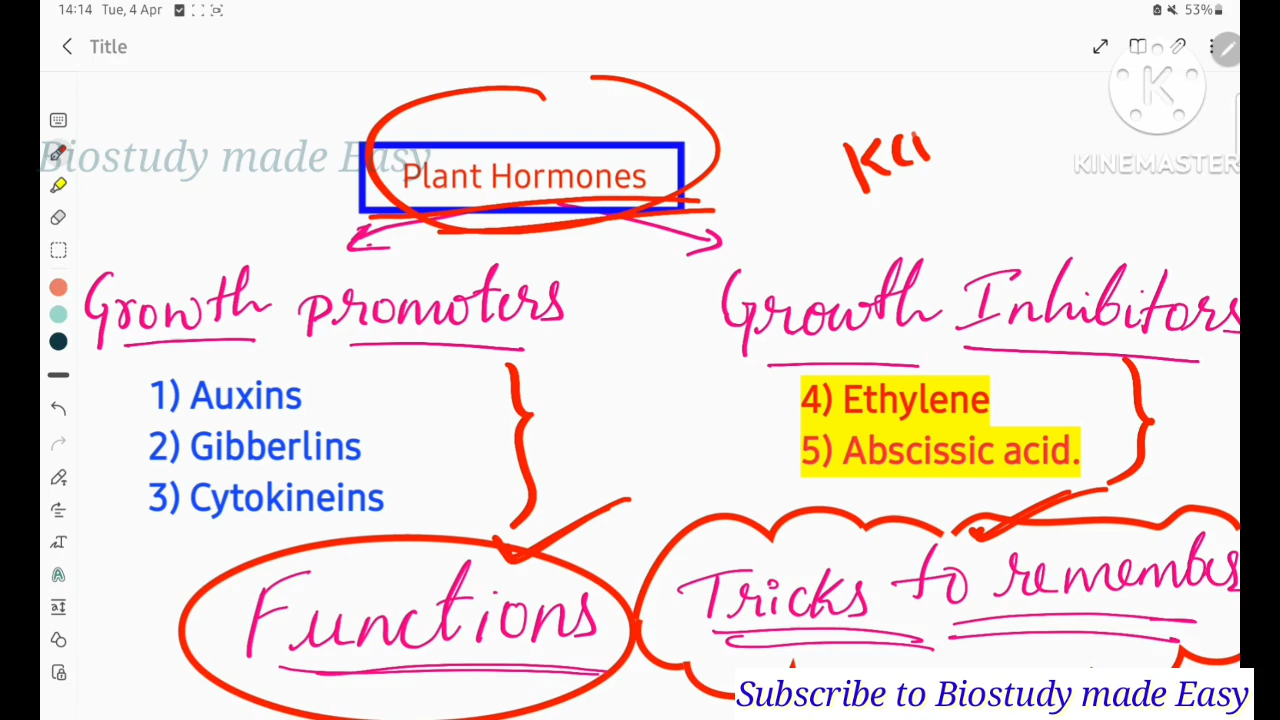 14:14 Tue, 4 Apr
53%
Title
Biostudy made Easy
Plant Hormones
KINEMASTER
Growth promoters
Growth Inhibitors
1) Auxins
2) Gibberlins
3) Cytokineins
4) Ethylene
5) Abscissic acid.
Functions
Tricks to remember
Subscribe to Biostudy made Easy